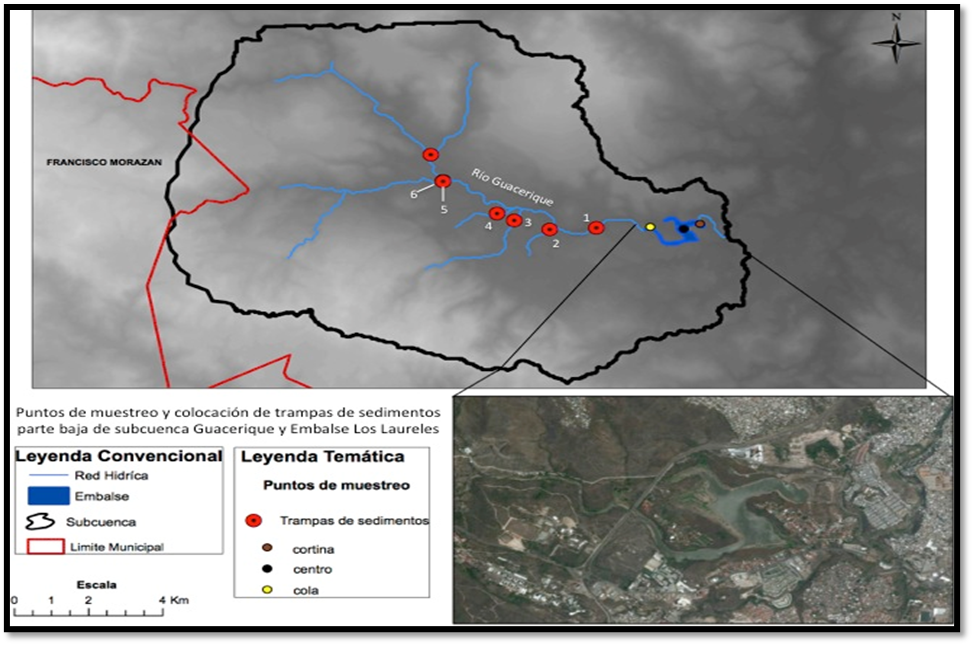 N
FRANCISCO MORAZAN
Río Guacerique
6
5
4
3
2
1
Puntos de muestreo y colocación de trampas de sedimentos
parte baja de subcuenca Guacerique y Embalse Los Laureles
Leyenda Convencional
Red Hidríca
Embalse
Subcuenca
Limite Municipal
Escala
0 1 2 4 Km
Leyenda Temática
Puntos de muestreo
Trampas de sedimentos
cortina
centro
cola